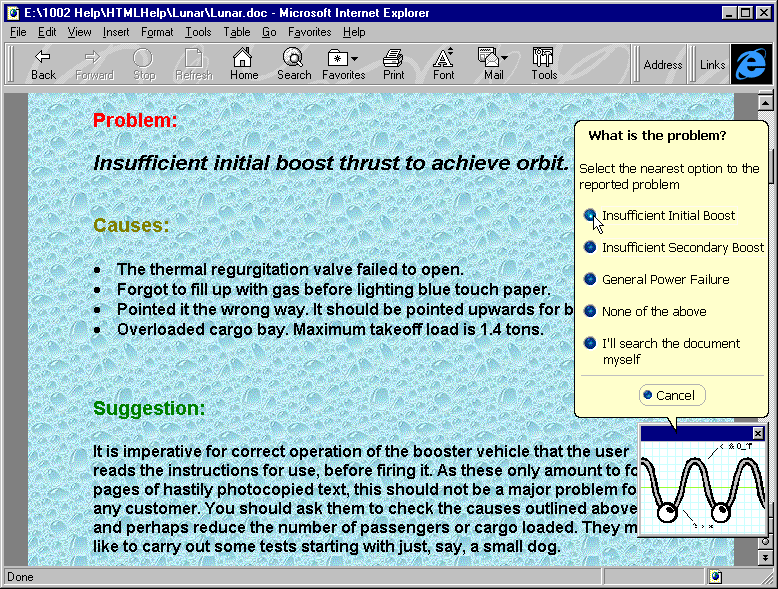 E:\1002 Help\HTMLHelp\Lunar\Lunar.doc - Microsoft Internet Explorer
File Edit View Insert Format Tools Table Go Favorites Help
Back Forward Stop Refresh Home Search Favorites Print Font Mail Tools Address Links
Problem:
Insufficient initial boost thrust to achieve orbit.
Causes:
• The thermal regurgitation valve failed to open.
• Forgot to fill up with gas before lighting blue touch paper.
• Pointed it the wrong way. It should be pointed upwards for b
• Overloaded cargo bay. Maximum takeoff load is 1.4 tons.
Suggestion:
It is imperative for correct operation of the booster vehicle that the user
reads the instructions for use, before firing it. As these only amount to fo
pages of hastily photocopied text, this should not be a major problem fo
any customer. You should ask them to check the causes outlined above
and perhaps reduce the number of passengers or cargo loaded. They m
like to carry out some tests starting with just, say, a small dog.
What is the problem?
Select the nearest option to the
reported problem
Insufficient Initial Boost
Insufficient Secondary Boost
General Power Failure
None of the above
I'll search the document
myself
Cancel
Done